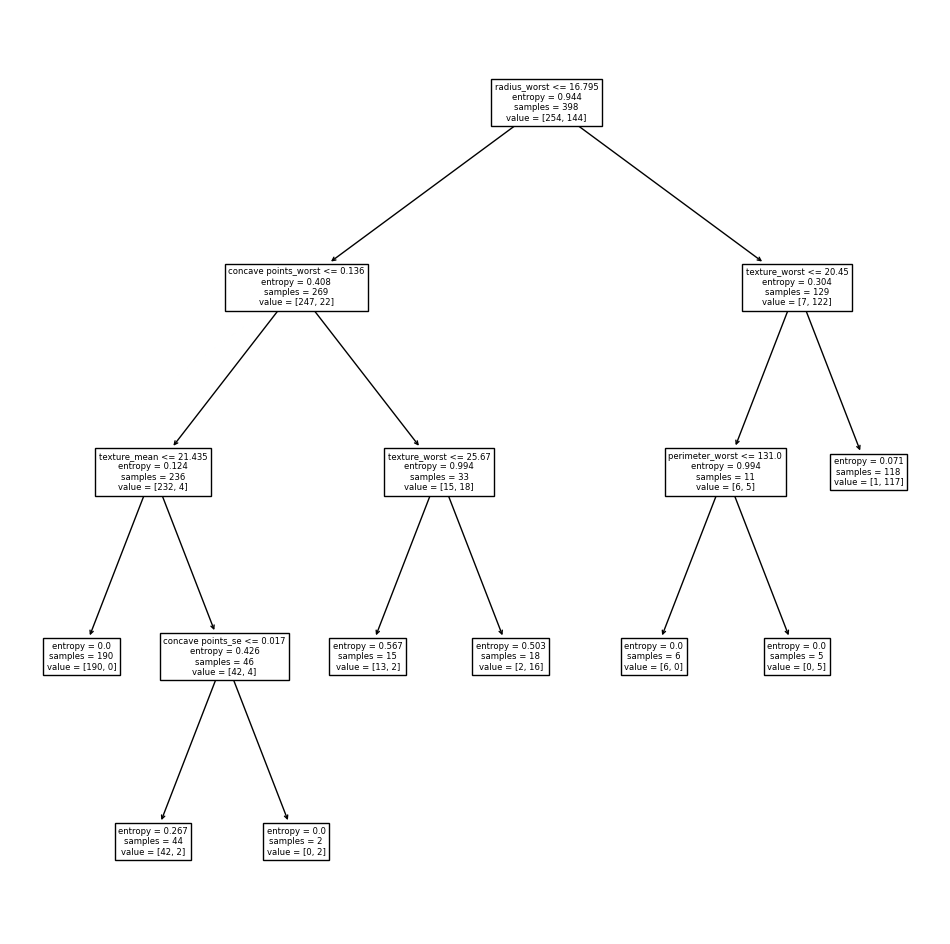 radius_worst <= 16.795
entropy = 0.944
samples = 398
value = [254, 144]
concave points_worst <= 0.136
entropy = 0.408
samples = 269
value = [247, 22]
texture_worst <= 20.45
entropy = 0.304
samples = 129
value = [7, 122]
texture_mean <= 21.435
entropy = 0.124
samples = 236
value = [232, 4]
texture_worst <= 25.67
entropy = 0.994
samples = 33
value = [15, 18]
perimeter_worst <= 131.0
entropy = 0.994
samples = 11
value = [6, 5]
entropy = 0.071
samples = 118
value = [1, 117]
entropy = 0.0
samples = 190
value = [190, 0]
concave points_se <= 0.017
entropy = 0.426
samples = 46
value = [42, 4]
entropy = 0.567
samples = 15
value = [13, 2]
entropy = 0.503
samples = 18
value = [2, 16]
entropy = 0.0
samples = 6
value = [6, 0]
entropy = 0.0
samples = 5
value = [0, 5]
entropy = 0.267
samples = 44
value = [42, 2]
entropy = 0.0
samples = 2
value = [0, 2]